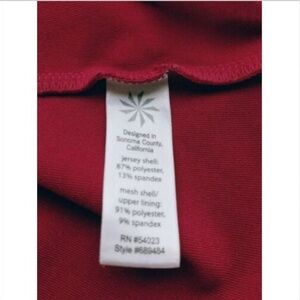 Designed in
Sonoma County,
California
jersey shell:
87% polyester,
13% spandex
mesh shell/
upper lining:
91% polyester,
9% spandex
RN #54023
Style #689484